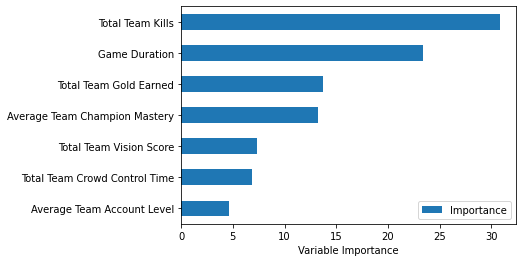 Total Team Kills
Game Duration
Total Team Gold Earned
Average Team Champion Mastery
Total Team Vision Score
Total Team Crowd Control Time
Average Team Account Level
Importance
0 5 10 15 20 25 30
Variable Importance